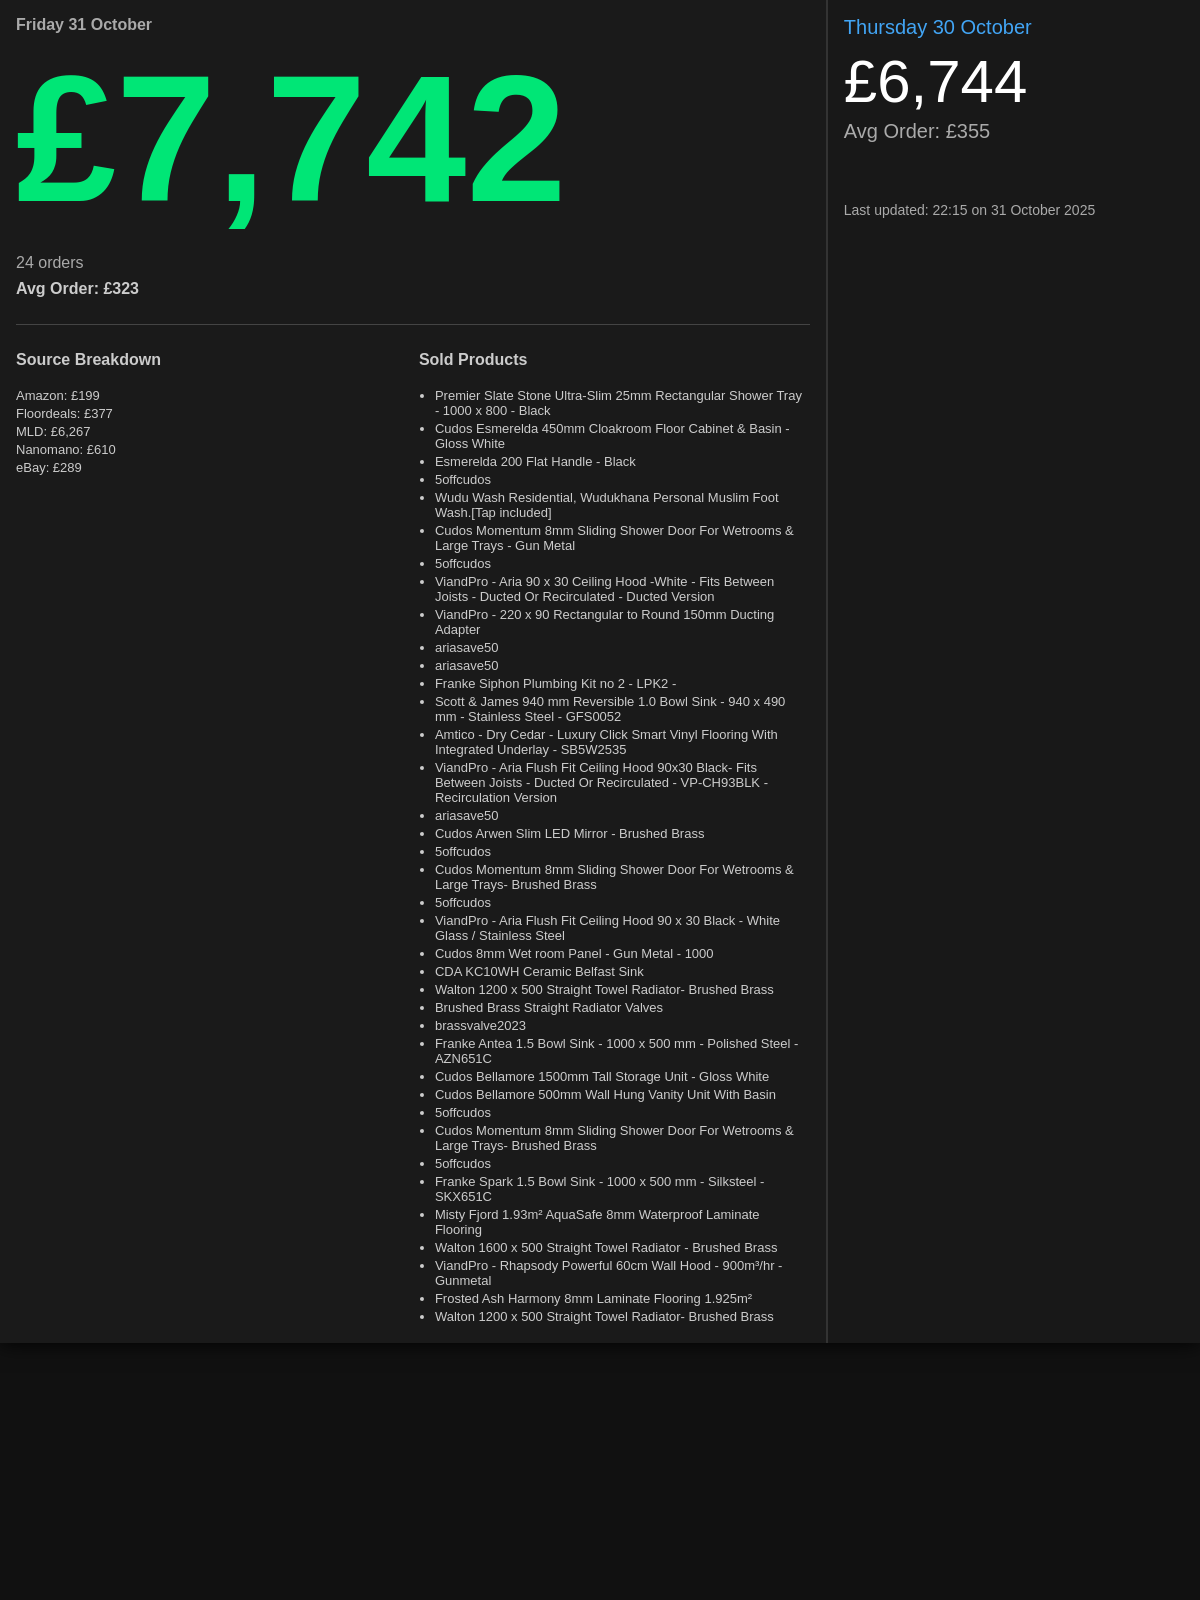 Friday 31 October
£7,742
24 orders
Avg Order: £323
Source Breakdown
Amazon: £199
Floordeals: £377
MLD: £6,267
Nanomano: £610
eBay: £289
Sold Products
Premier Slate Stone Ultra-Slim 25mm Rectangular Shower Tray
- 1000 x 800 - Black
Cudos Esmerelda 450mm Cloakroom Floor Cabinet & Basin -
Gloss White
Esmerelda 200 Flat Handle - Black
5offcudos
Wudu Wash Residential, Wudukhana Personal Muslim Foot
Wash.[Tap included]
Cudos Momentum 8mm Sliding Shower Door For Wetrooms &
Large Trays - Gun Metal
5offcudos
ViandPro - Aria 90 x 30 Ceiling Hood -White - Fits Between
Joists - Ducted Or Recirculated - Ducted Version
ViandPro - 220 x 90 Rectangular to Round 150mm Ducting
Adapter
ariasave50
ariasave50
Franke Siphon Plumbing Kit no 2 - LPK2 -
Scott & James 940 mm Reversible 1.0 Bowl Sink - 940 x 490
mm - Stainless Steel - GFS0052
Amtico - Dry Cedar - Luxury Click Smart Vinyl Flooring With
Integrated Underlay - SB5W2535
ViandPro - Aria Flush Fit Ceiling Hood 90x30 Black- Fits
Between Joists - Ducted Or Recirculated - VP-CH93BLK -
Recirculation Version
ariasave50
Cudos Arwen Slim LED Mirror - Brushed Brass
5offcudos
Cudos Momentum 8mm Sliding Shower Door For Wetrooms &
Large Trays- Brushed Brass
5offcudos
ViandPro - Aria Flush Fit Ceiling Hood 90 x 30 Black - White
Glass / Stainless Steel
Cudos 8mm Wet room Panel - Gun Metal - 1000
CDA KC10WH Ceramic Belfast Sink
Walton 1200 x 500 Straight Towel Radiator- Brushed Brass
Brushed Brass Straight Radiator Valves
brassvalve2023
Franke Antea 1.5 Bowl Sink - 1000 x 500 mm - Polished Steel -
AZN651C
Cudos Bellamore 1500mm Tall Storage Unit - Gloss White
Cudos Bellamore 500mm Wall Hung Vanity Unit With Basin
5offcudos
Cudos Momentum 8mm Sliding Shower Door For Wetrooms &
Large Trays- Brushed Brass
5offcudos
Franke Spark 1.5 Bowl Sink - 1000 x 500 mm - Silksteel -
SKX651C
Misty Fjord 1.93m² AquaSafe 8mm Waterproof Laminate
Flooring
Walton 1600 x 500 Straight Towel Radiator - Brushed Brass
ViandPro - Rhapsody Powerful 60cm Wall Hood - 900m³/hr -
Gunmetal
Frosted Ash Harmony 8mm Laminate Flooring 1.925m²
Walton 1200 x 500 Straight Towel Radiator- Brushed Brass
Thursday 30 October
£6,744
Avg Order: £355
Last updated: 22:15 on 31 October 2025